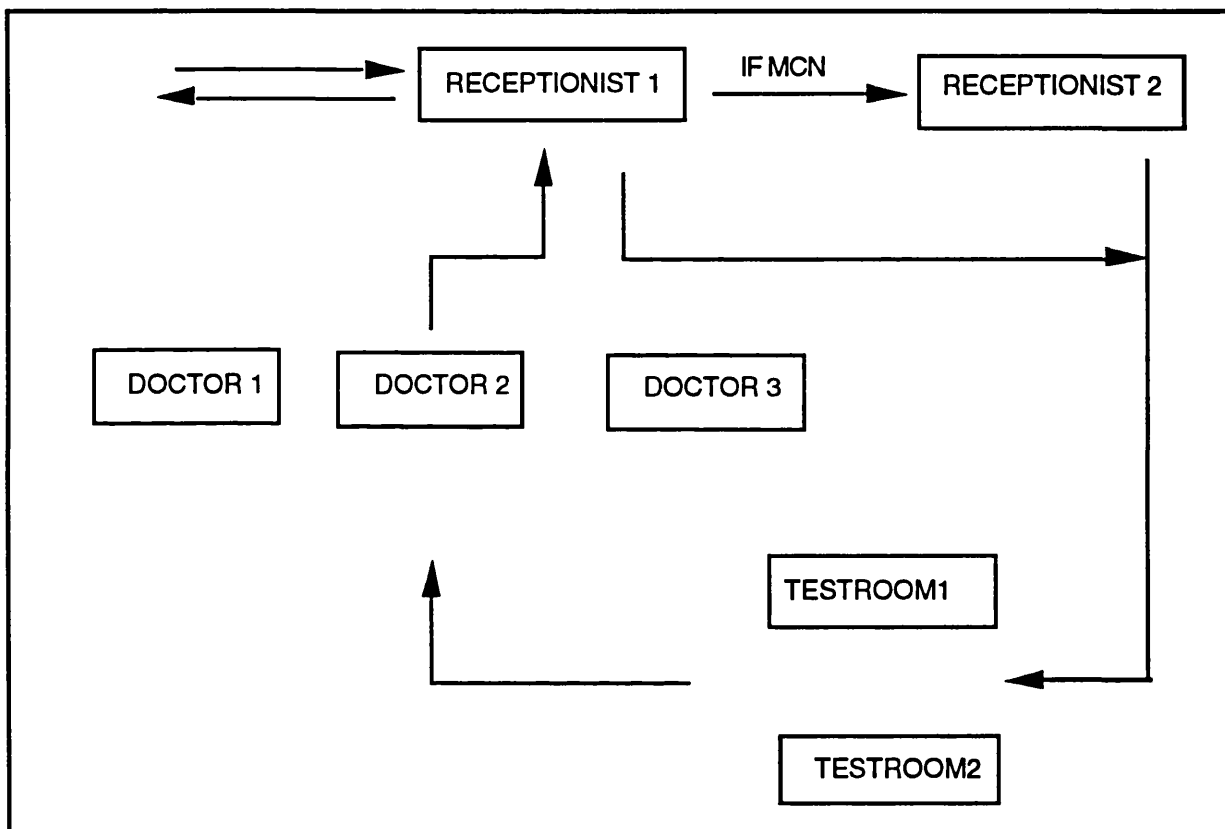 RECEPTIONIST 1
IF MCN
RECEPTIONIST 2
DOCTOR 1
DOCTOR 2
DOCTOR 3
TESTROOM1
TESTROOM2